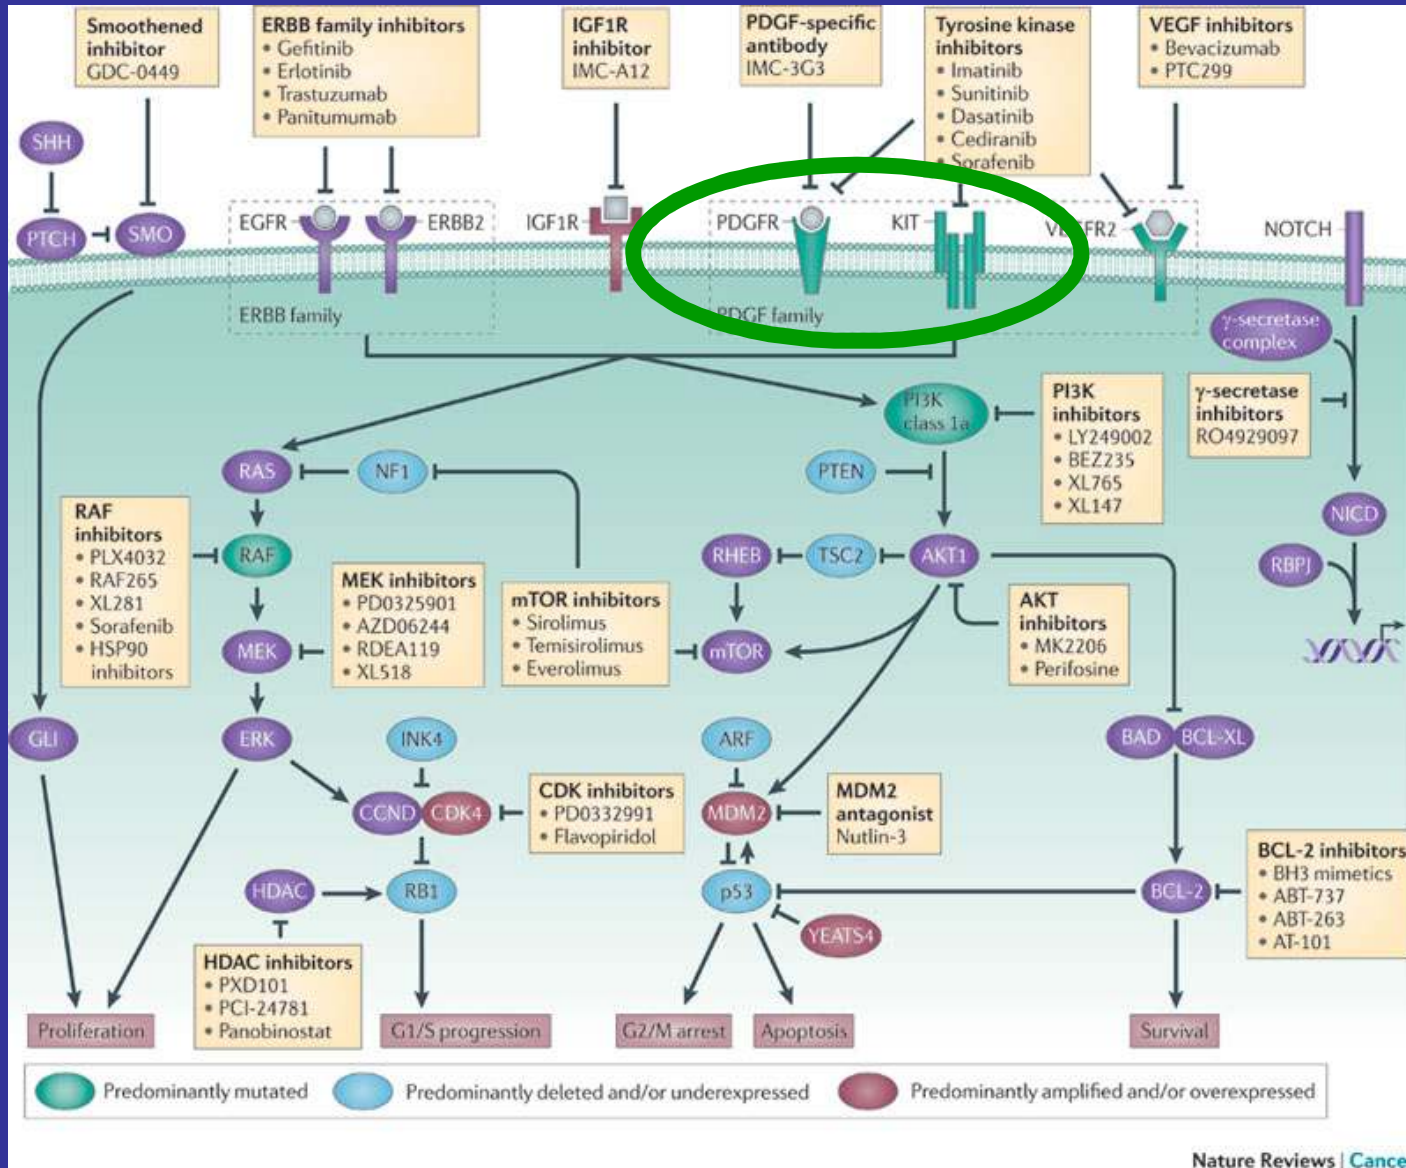 Smoothened
inhibitor
GDC-0449
ERBB family inhibitors
• Gefitinib
• Erlotinib
• Trastuzumab
• Panitumumab
IGF1R
inhibitor
IMC-A12
PDGF-specific
antibody
IMC-3G3
Tyrosine kinase
inhibitors
• Imatinib
• Sunitinib
• Dasatinib
• Cediranib
• Sorafenib
VEGF inhibitors
• Bevacizumab
• PTC299
SHH
PTCH
SMO
EGFR
ERBB2
ERBB family
IGF1R
PDGFR
KIT
PDGF family
VEGFR2
NOTCH
γ-secretase
complex
γ-secretase
inhibitors
RO4929097
PI3K
class 1a
PI3K
inhibitors
• LY249002
• BEZ235
• XL765
• XL147
RAS
NF1
PTEN
NICD
RBPJ
RAF
inhibitors
• PLX4032
• RAF265
• XL281
• Sorafenib
• HSP90
inhibitors
RAF
RHEB
TSC2
AKT1
MEK inhibitors
• PD0325901
• AZD06244
• RDEA119
• XL518
mTOR inhibitors
• Sirolimus
• Temisirolimus
• Everolimus
AKT
inhibitors
• MK2206
• Perifosine
MEK
mTOR
GLI
ERK
INK4
ARF
BAD
BCL-XL
CCND
CDK4
CDK inhibitors
• PD0332991
• Flavopiridol
MDM2
MDM2
antagonist
Nutlin-3
BCL-2 inhibitors
• BH3 mimetics
• ABT-737
• ABT-263
• AT-101
HDAC
RB1
p53
BCL-2
YEATS4
HDAC inhibitors
• PXD101
• PCI-24781
• Panobinostat
Proliferation
G1/S progression
G2/M arrest
Apoptosis
Survival
Predominantly mutated
Predominantly deleted and/or underexpressed
Predominantly amplified and/or overexpressed
Nature Reviews | Cance